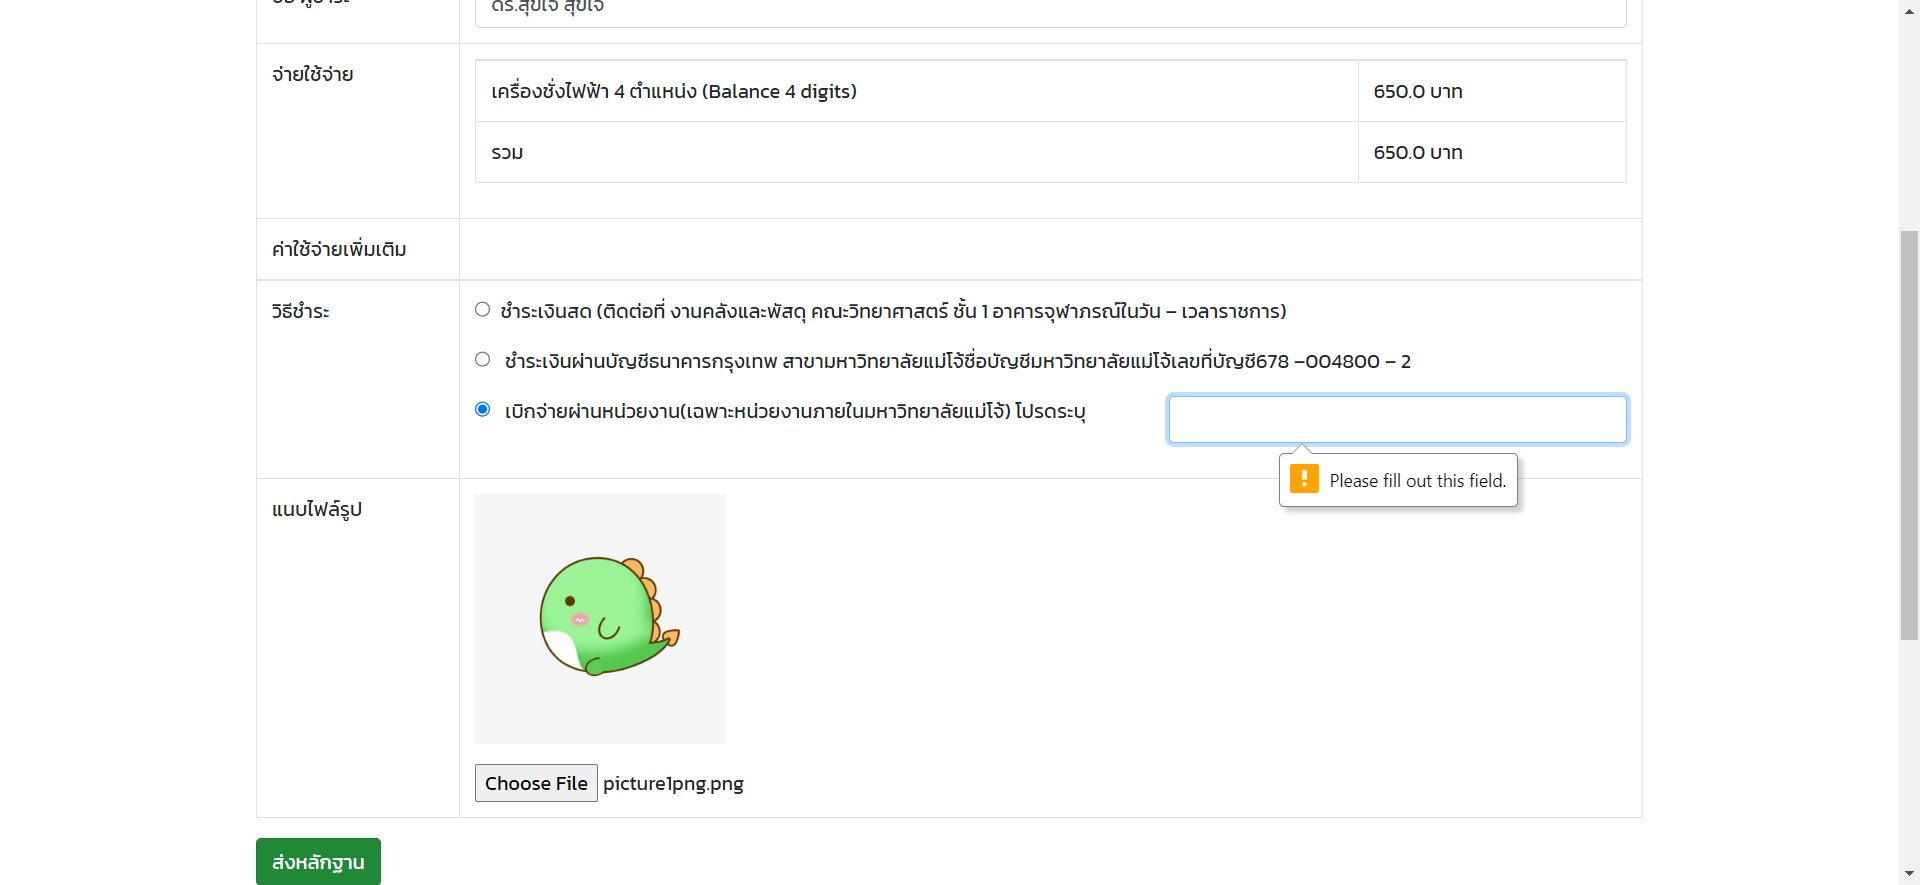 ดร.สุขใจ สุขใจ
จ่ายใช้จ่าย
เครื่องชั่งไฟฟ้า 4 ตำแหน่ง (Balance 4 digits) 650.0 บาท
รวม 650.0 บาท
ค่าใช้จ่ายเพิ่มเติม
วิธีชำระ
ชำระเงินสด (ติดต่อที่ งานคลังและพัสดุ คณะวิทยาศาสตร์ ชั้น 1 อาคารจุฬาภรณ์ในวัน – เวลาราชการ)
ชำระเงินผ่านบัญชีธนาคารกรุงเทพ สาขามหาวิทยาลัยแม่โจ้ชื่อบัญชีมหาวิทยาลัยแม่โจ้เลขที่บัญชี678 –004800 – 2
เบิกจ่ายผ่านหน่วยงาน(เฉพาะหน่วยงานภายในมหาวิทยาลัยแม่โจ้) โปรดระบุ
Please fill out this field.
แนบไฟล์รูป
Choose File picture1png.png
ส่งหลักฐาน